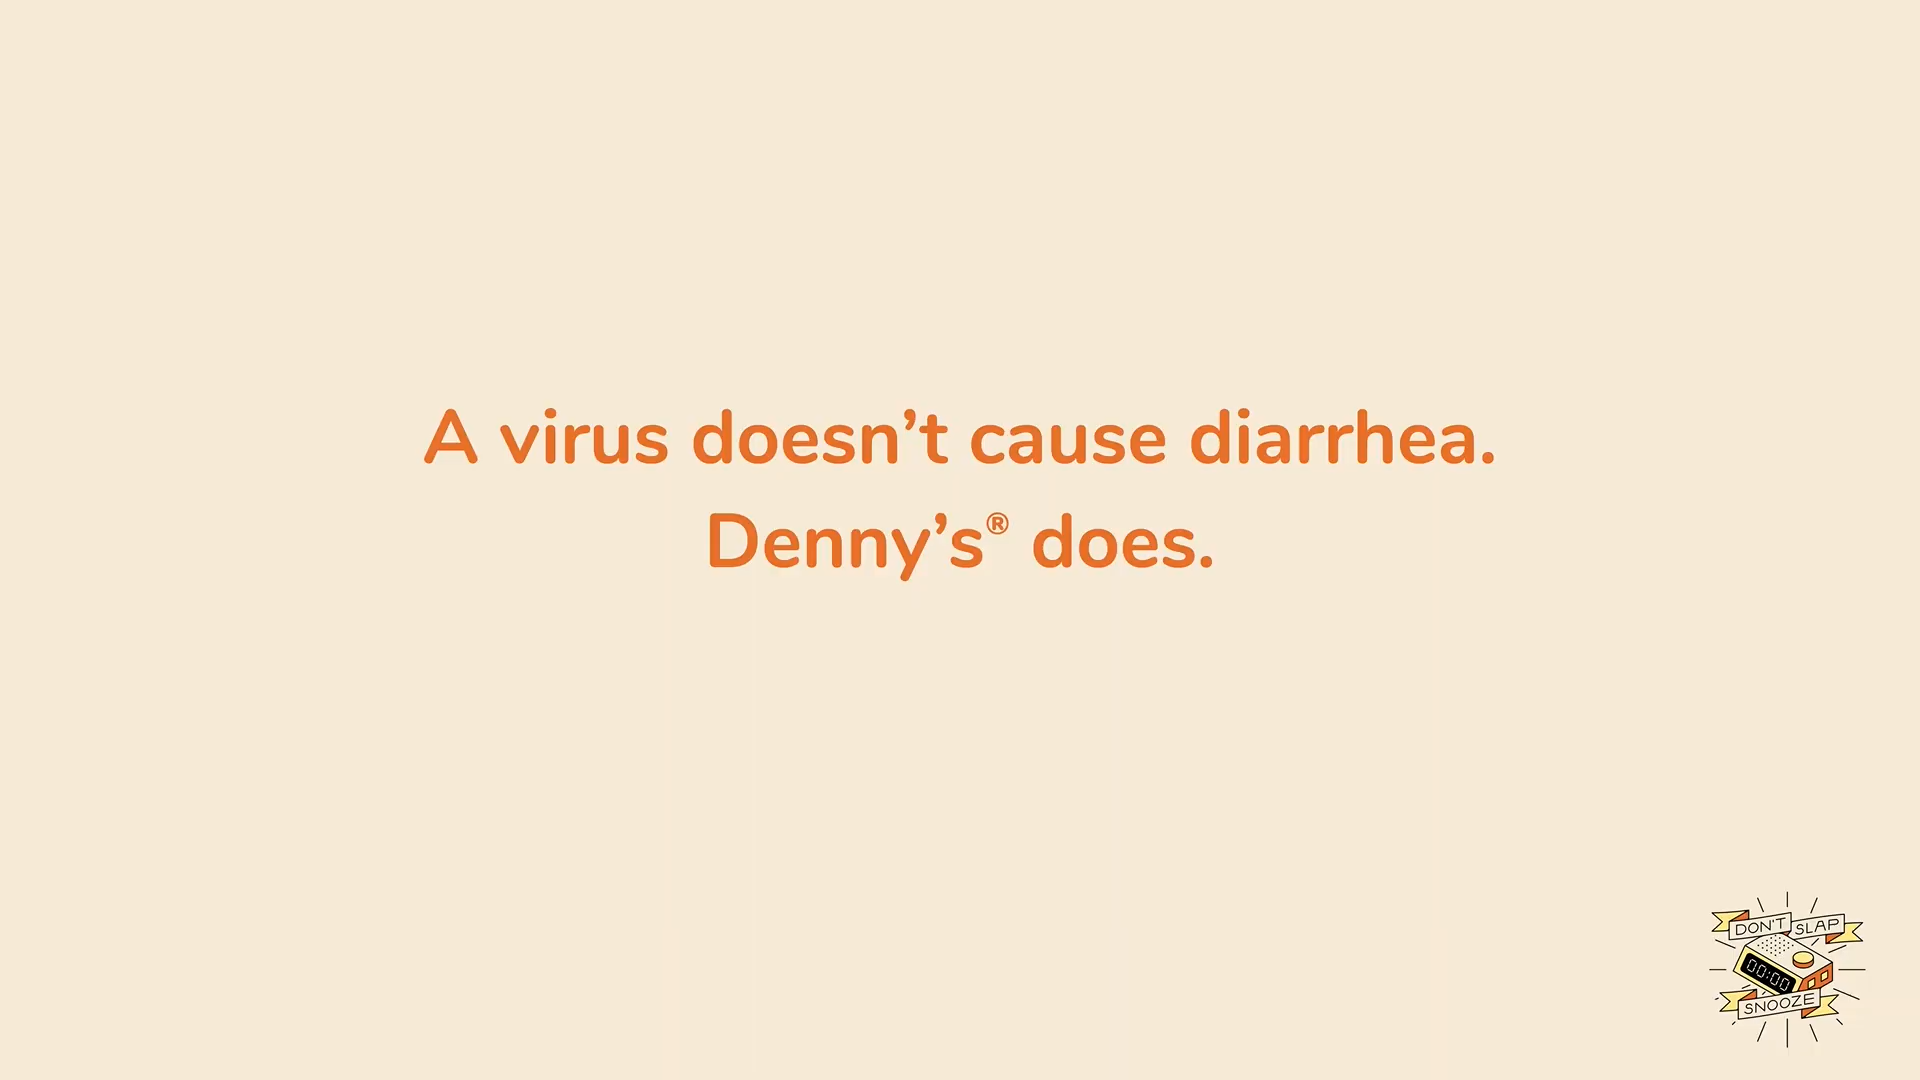 A virus doesn’t cause diarrhea.
Denny’s® does.
DON'T SLAP
00:00
SNOOZE